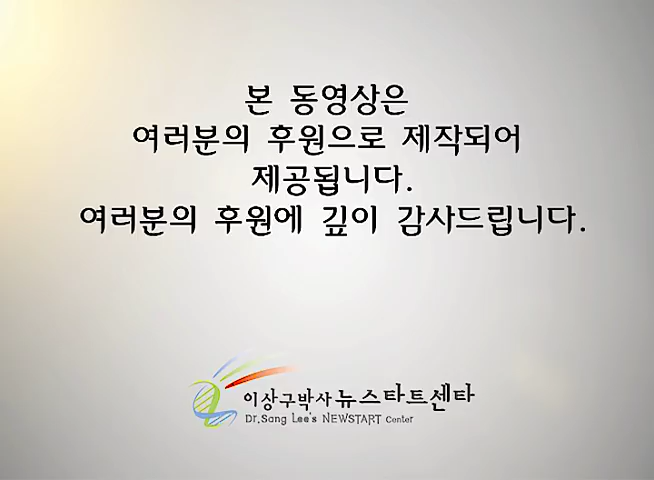 본 동영상은
여러분의 후원으로 제작되어
제공됩니다.
여러분의 후원에 깊이 감사드립니다.
이상구박사 뉴스타트센타
Dr.Sang Lee's NEWSTART Center